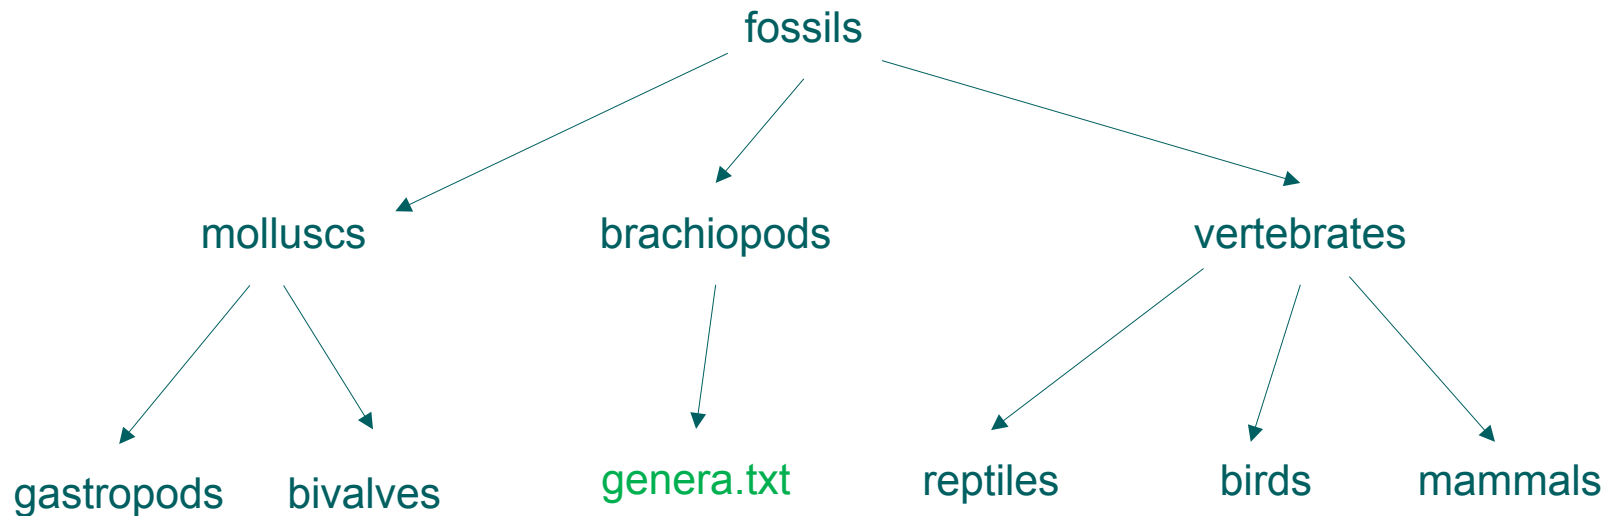 fossils
molluscs
brachiopods
vertebrates
gastropods
bivalves
genera.txt
reptiles
birds
mammals